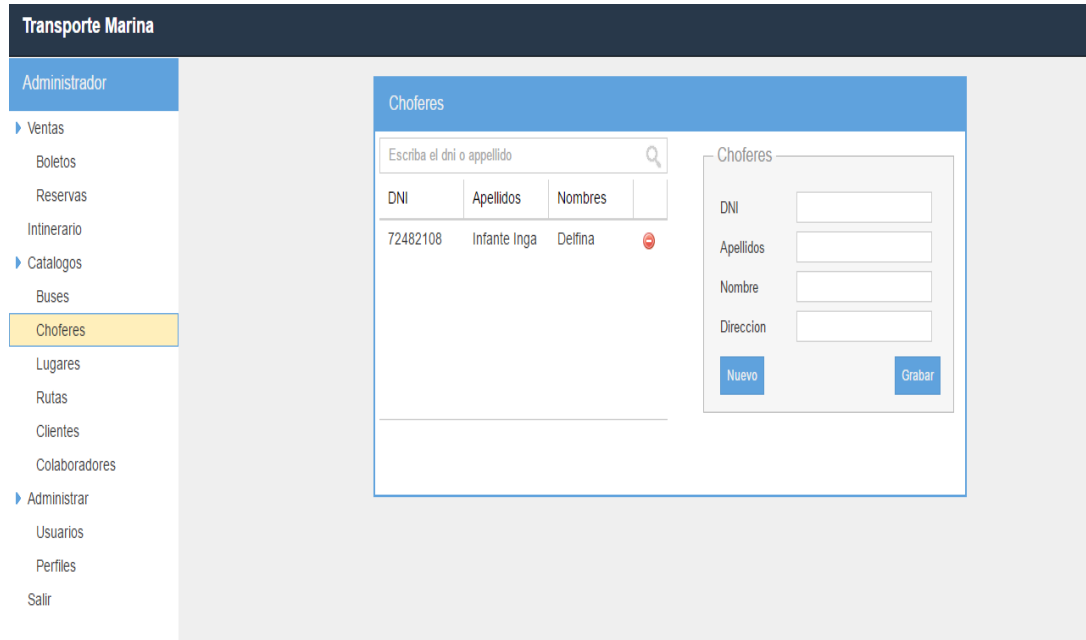 Transporte Marina
Administrador
Ventas
Boletos
Reservas
Intinerario
Catalogos
Buses
Choferes
Lugares
Rutas
Clientes
Colaboradores
Administrar
Usuarios
Perfiles
Salir
Choferes
Escriba el dni o appellido
DNI Apellidos Nombres
72482108 Infante Inga Delfina
Choferes
DNI
Apellidos
Nombre
Direccion
Nuevo Grabar